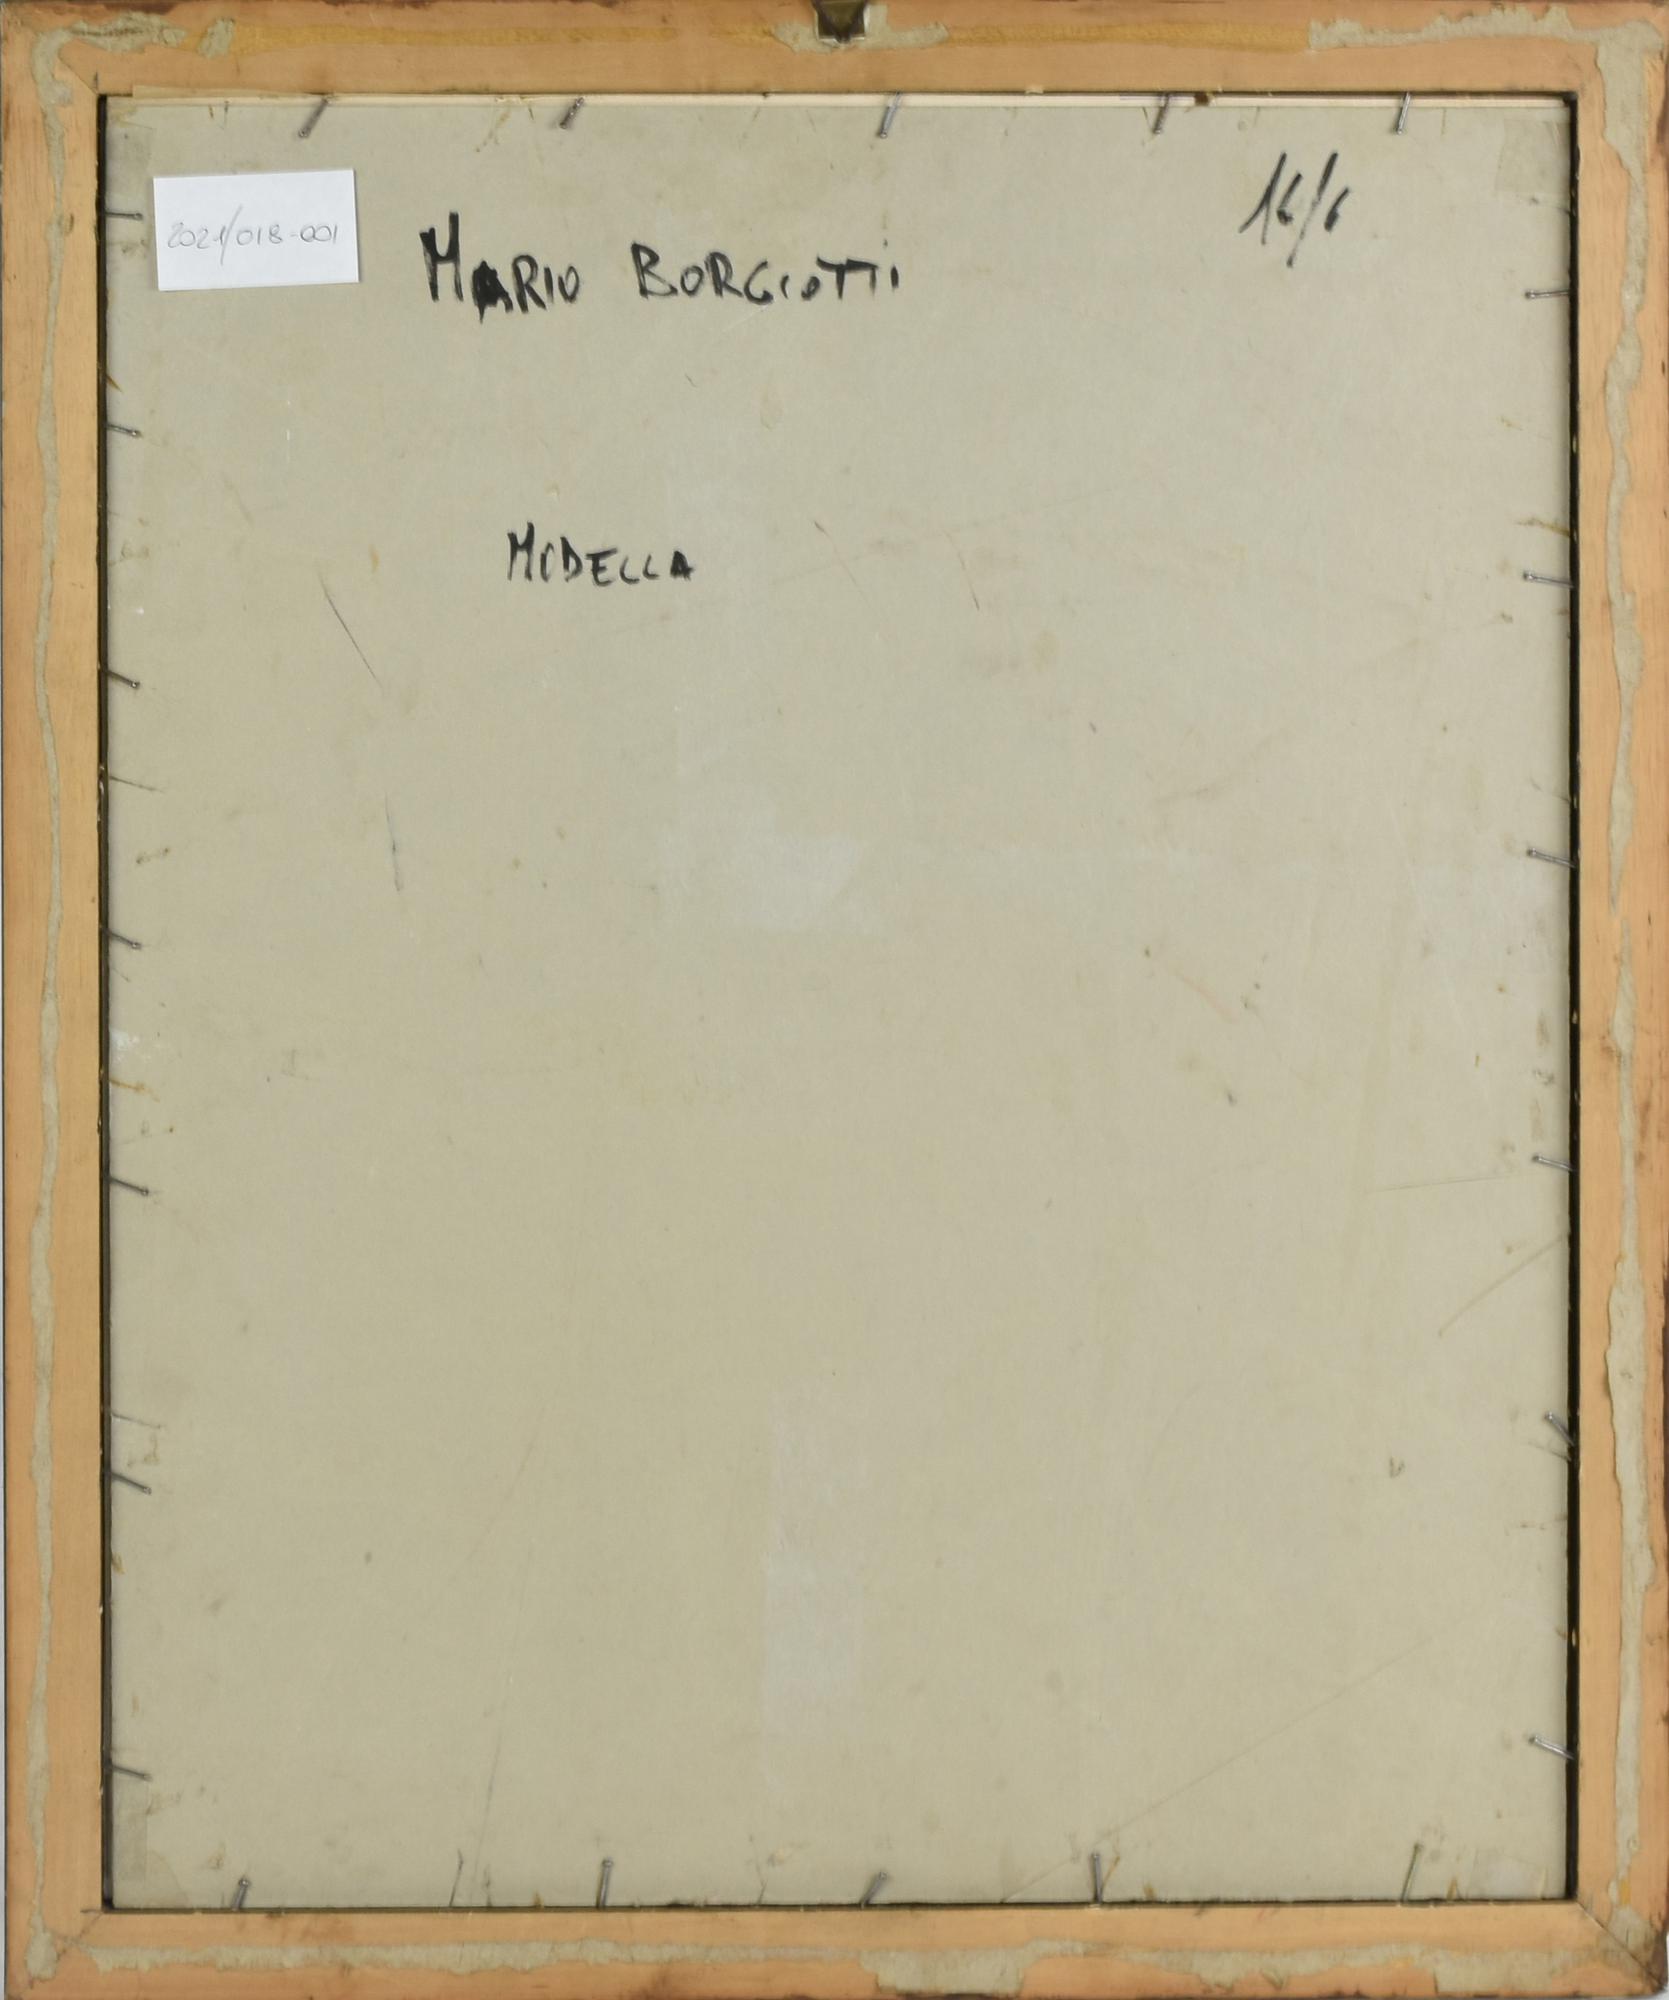 2021/018-001
16/6
MARIO BORGIOTTI
MODELLA